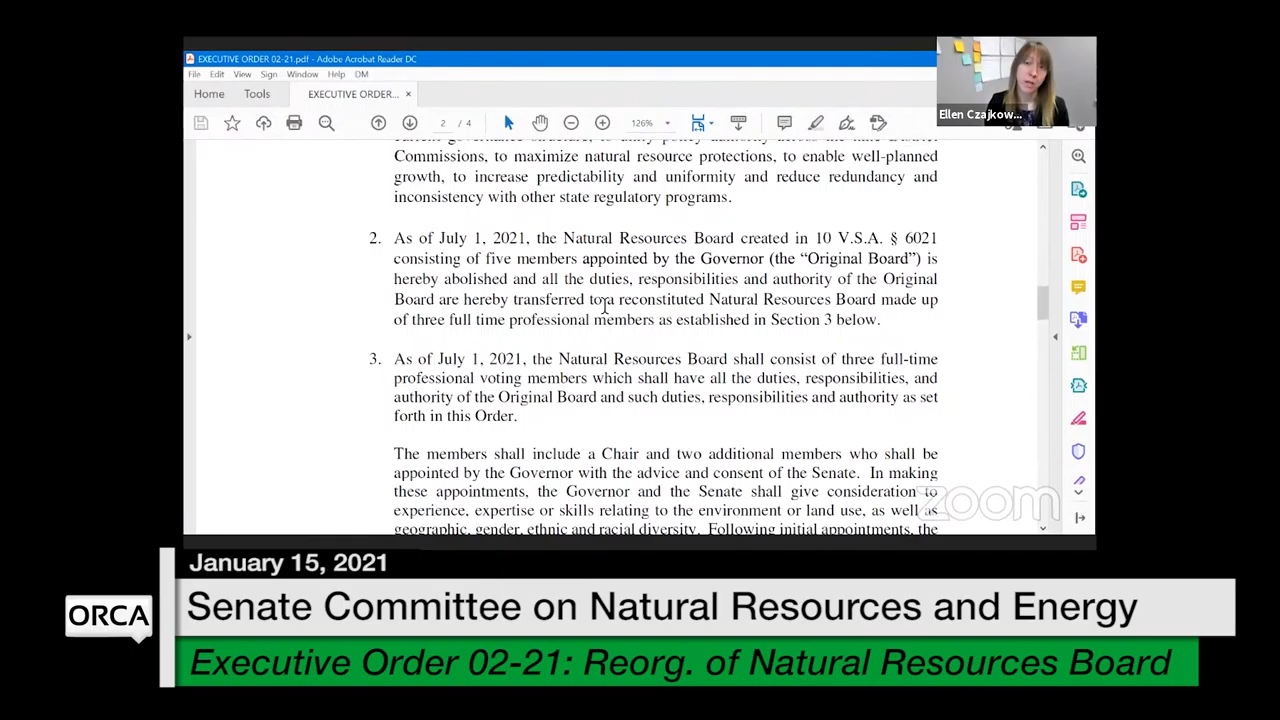 EXECUTIVE ORDER 02-21.pdf - Adobe Acrobat Reader DC
File Edit View Sign Window Help DM
Home Tools EXECUTIVE ORDER... ×
2 / 4 126%
Ellen Czajkow...
Commissions, to maximize natural resource protections, to enable well-planned
growth, to increase predictability and uniformity and reduce redundancy and
inconsistency with other state regulatory programs.
2. As of July 1, 2021, the Natural Resources Board created in 10 V.S.A. § 6021
consisting of five members appointed by the Governor (the “Original Board”) is
hereby abolished and all the duties, responsibilities and authority of the Original
Board are hereby transferred to a reconstituted Natural Resources Board made up
of three full time professional members as established in Section 3 below.
3. As of July 1, 2021, the Natural Resources Board shall consist of three full-time
professional voting members which shall have all the duties, responsibilities, and
authority of the Original Board and such duties, responsibilities and authority as set
forth in this Order.
The members shall include a Chair and two additional members who shall be
appointed by the Governor with the advice and consent of the Senate. In making
these appointments, the Governor and the Senate shall give consideration to
experience, expertise or skills relating to the environment or land use, as well as
geographic, gender, ethnic and racial diversity. Following initial appointments, the
zoom
January 15, 2021
ORCA
Senate Committee on Natural Resources and Energy
Executive Order 02-21: Reorg. of Natural Resources Board